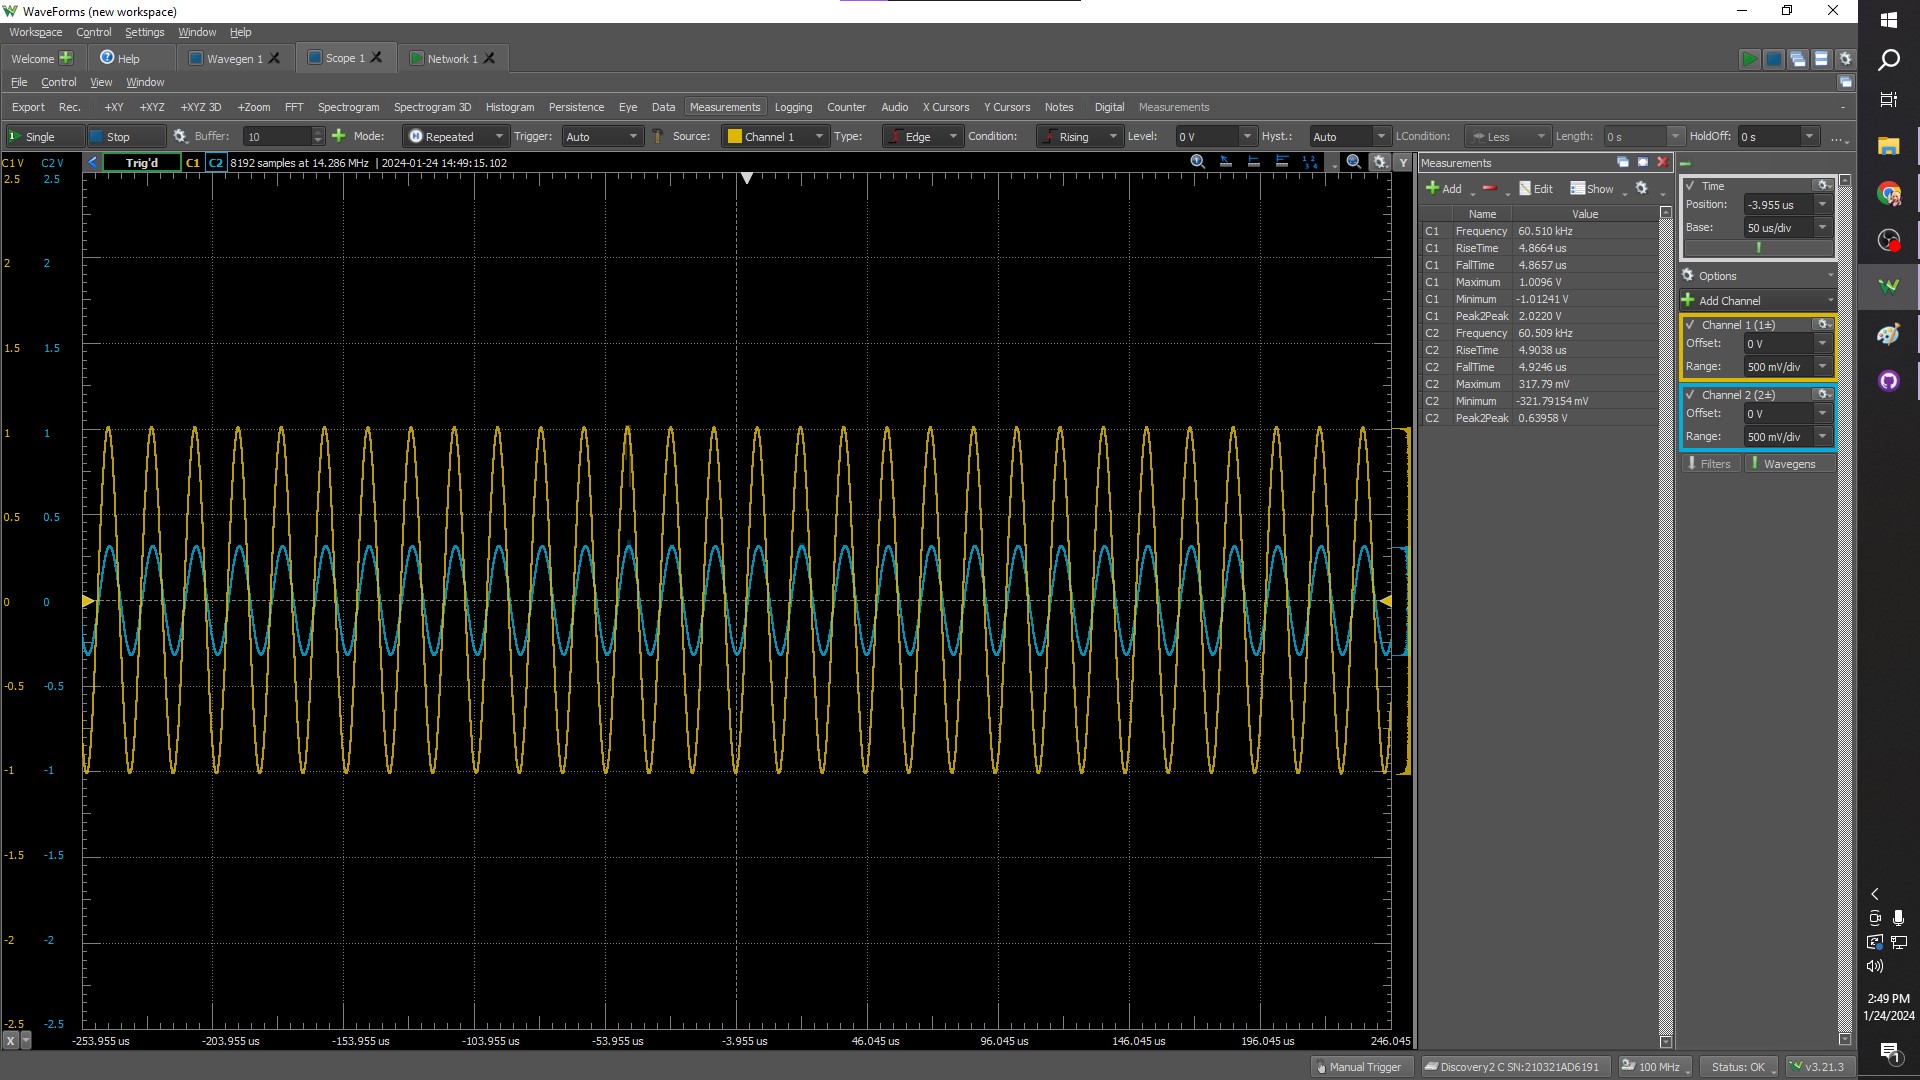 WaveForms (new workspace)
Workspace Control Settings Window Help
Welcome Help Wavegen 1 Scope 1 Network 1
File Control View Window
Export Rec. +XY +XYZ +XYZ 3D +Zoom FFT Spectrogram Spectrogram 3D Histogram Persistence Eye Data Measurements Logging Counter Audio X Cursors Y Cursors Notes Digital Measurements
Single Stop Buffer: 10 Mode: Repeated Trigger: Auto Source: Channel 1 Type: Edge Condition: Rising Level: 0 V Hyst.: Auto LCondition: Less Length: 0 s HoldOff: 0 s ...
C1 V C2 V Trig'd C1 C2 8192 samples at 14.286 MHz | 2024-01-24 14:49:15.102 Y
2.5 2.5
2 2
1.5 1.5
1 1
0.5 0.5
0 0
-0.5 -0.5
-1 -1
-1.5 -1.5
-2 -2
-2.5 -2.5
X -253.955 us -203.955 us -153.955 us -103.955 us -53.955 us -3.955 us 46.045 us 96.045 us 146.045 us 196.045 us 246.045
Measurements
Add Edit Show
Name Value
C1 Frequency 60.510 kHz
C1 RiseTime 4.8664 us
C1 FallTime 4.8657 us
C1 Maximum 1.0096 V
C1 Minimum -1.01241 V
C1 Peak2Peak 2.0220 V
C2 Frequency 60.509 kHz
C2 RiseTime 4.9038 us
C2 FallTime 4.9246 us
C2 Maximum 317.79 mV
C2 Minimum -321.79154 mV
C2 Peak2Peak 0.63958 V
Time
Position: -3.955 us
Base: 50 us/div
Options
Add Channel
Channel 1 (1±)
Offset: 0 V
Range: 500 mV/div
Channel 2 (2±)
Offset: 0 V
Range: 500 mV/div
Filters Wavegens
Manual Trigger Discovery2 C SN:210321AD6191 100 MHz Status: OK v3.21.3
2:49 PM
1/24/2024
1